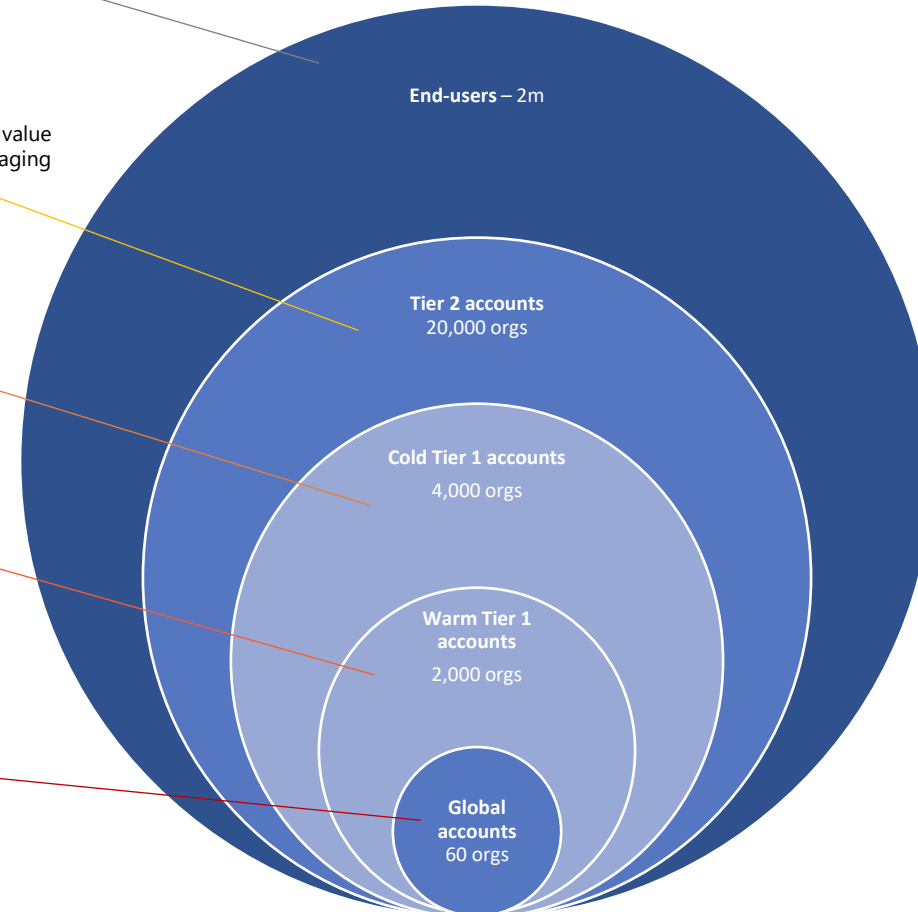 End-users – 2m
value
aging
Tier 2 accounts
20,000 orgs
Cold Tier 1 accounts
4,000 orgs
Warm Tier 1
accounts
2,000 orgs
Global
accounts
60 orgs